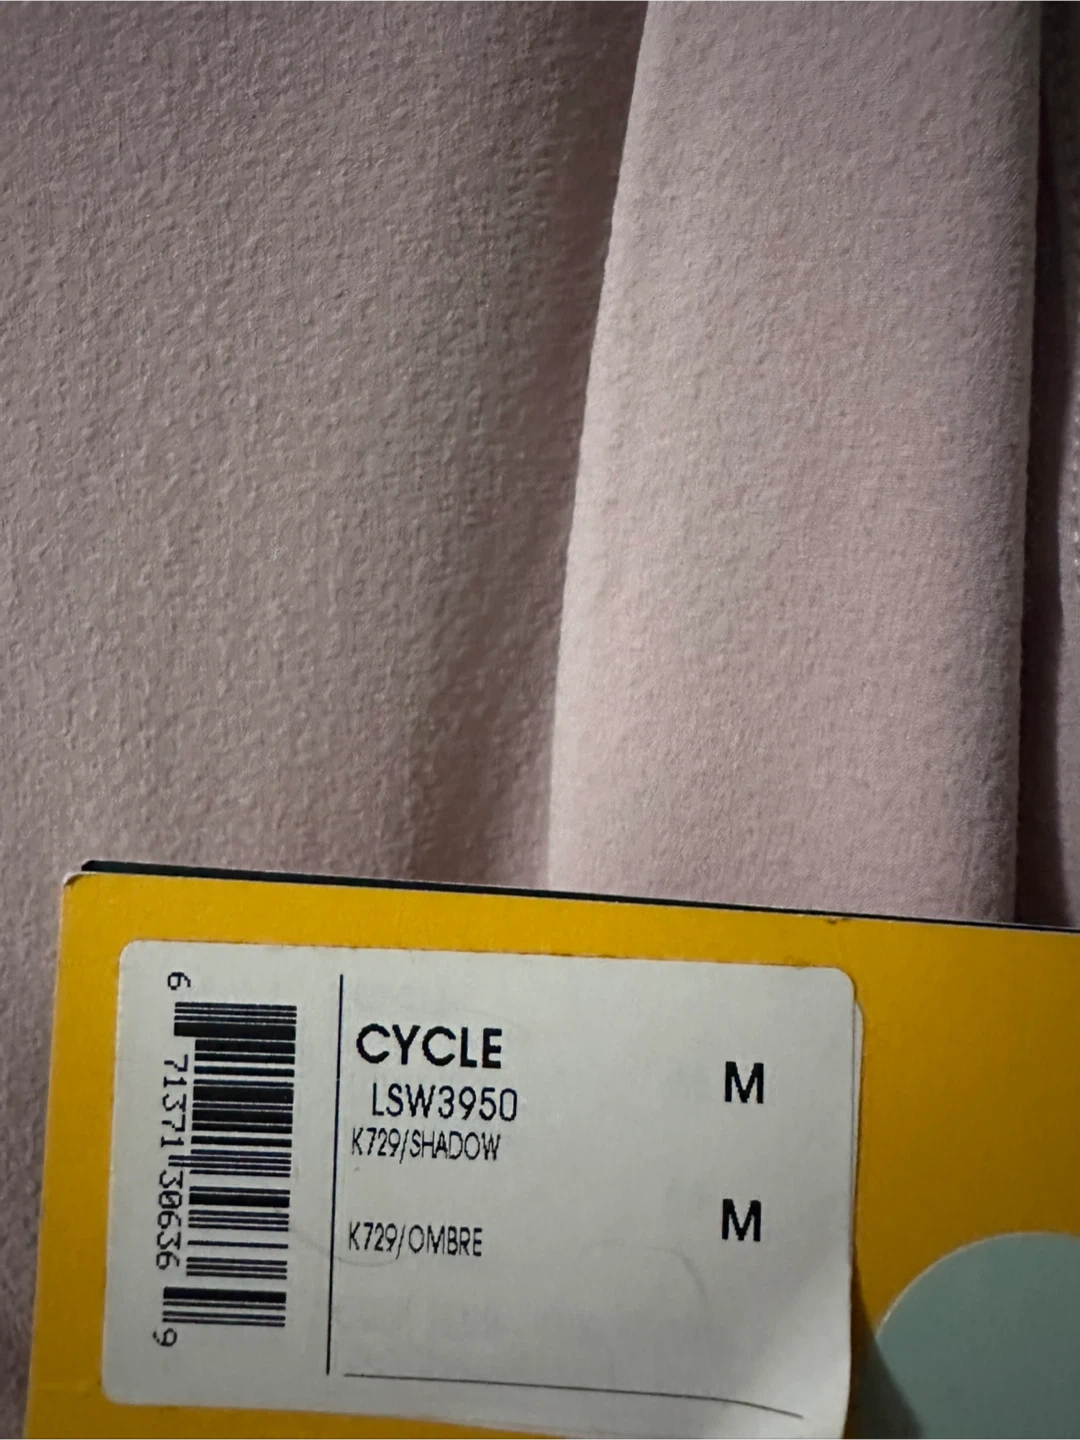 CYCLE
LSW3950 M
K729/SHADOW
K729/OMBRE M
6 71371 30636 9